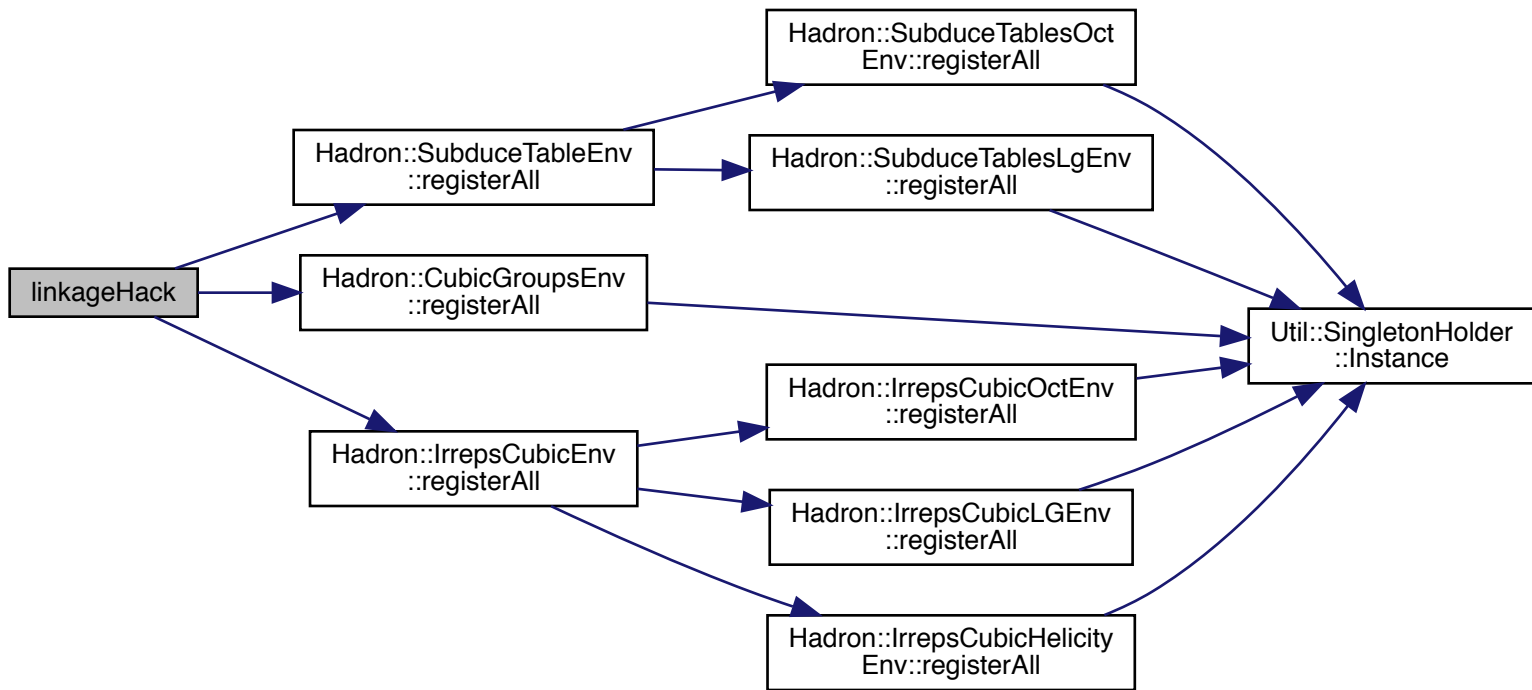 linkageHack
Hadron::SubduceTableEnv
::registerAll
Hadron::CubicGroupsEnv
::registerAll
Hadron::IrrepsCubicEnv
::registerAll
Hadron::SubduceTablesOct
Env::registerAll
Hadron::SubduceTablesLgEnv
::registerAll
Hadron::IrrepsCubicOctEnv
::registerAll
Hadron::IrrepsCubicLGEnv
::registerAll
Hadron::IrrepsCubicHelicity
Env::registerAll
Util::SingletonHolder
::Instance